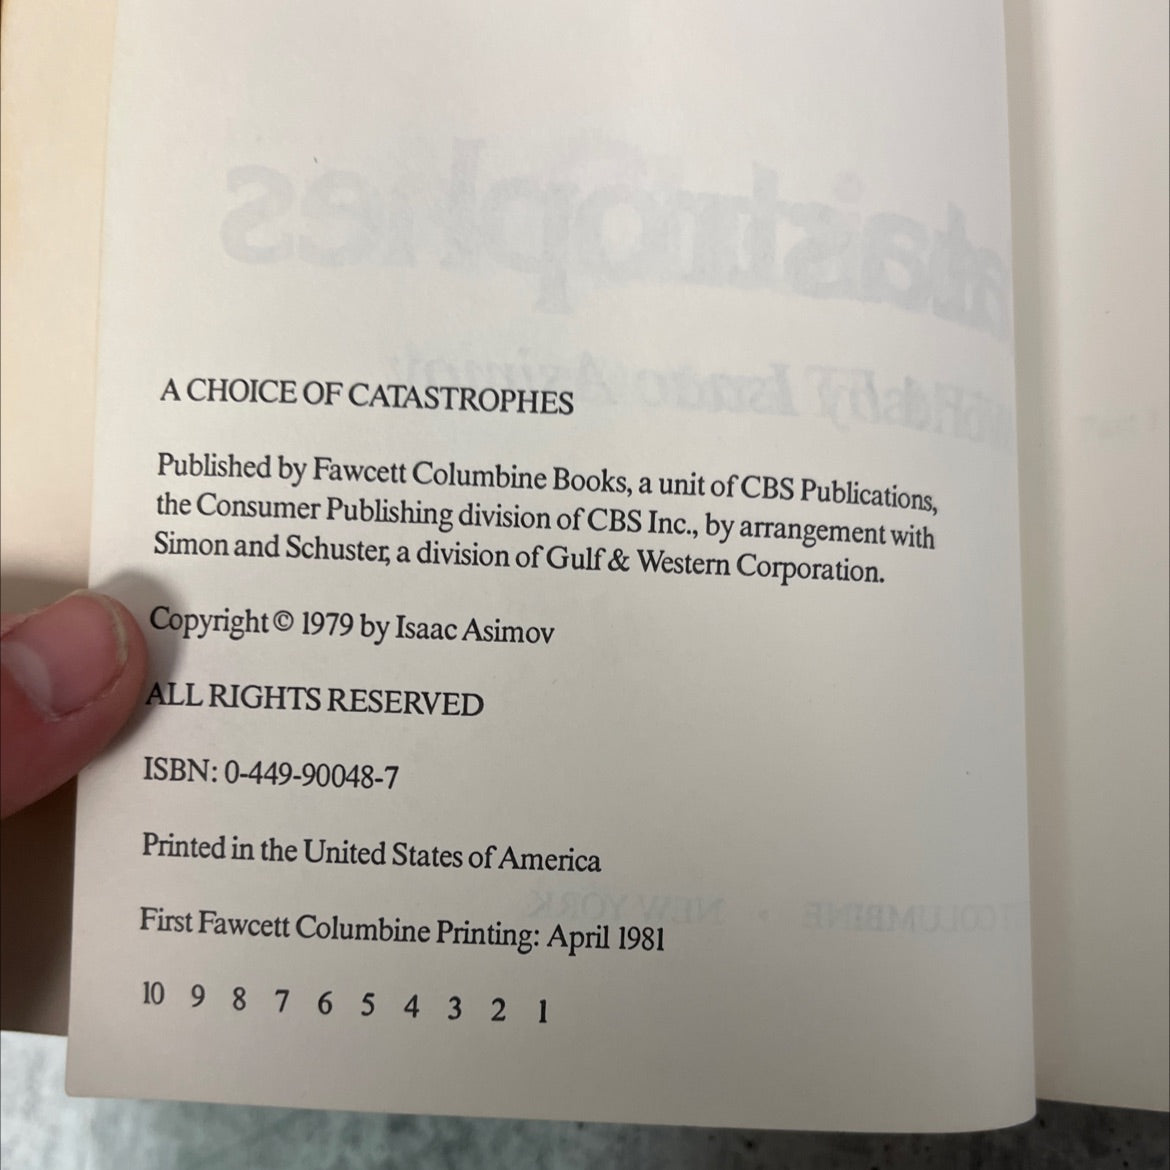 A CHOICE OF CATASTROPHES
Published by Fawcett Columbine Books, a unit of CBS Publications,
the Consumer Publishing division of CBS Inc., by arrangement with
Simon and Schuster, a division of Gulf & Western Corporation.
Copyright © 1979 by Isaac Asimov
ALL RIGHTS RESERVED
ISBN: 0-449-90048-7
Printed in the United States of America
First Fawcett Columbine Printing: April 1981
10 9 8 7 6 5 4 3 2 1